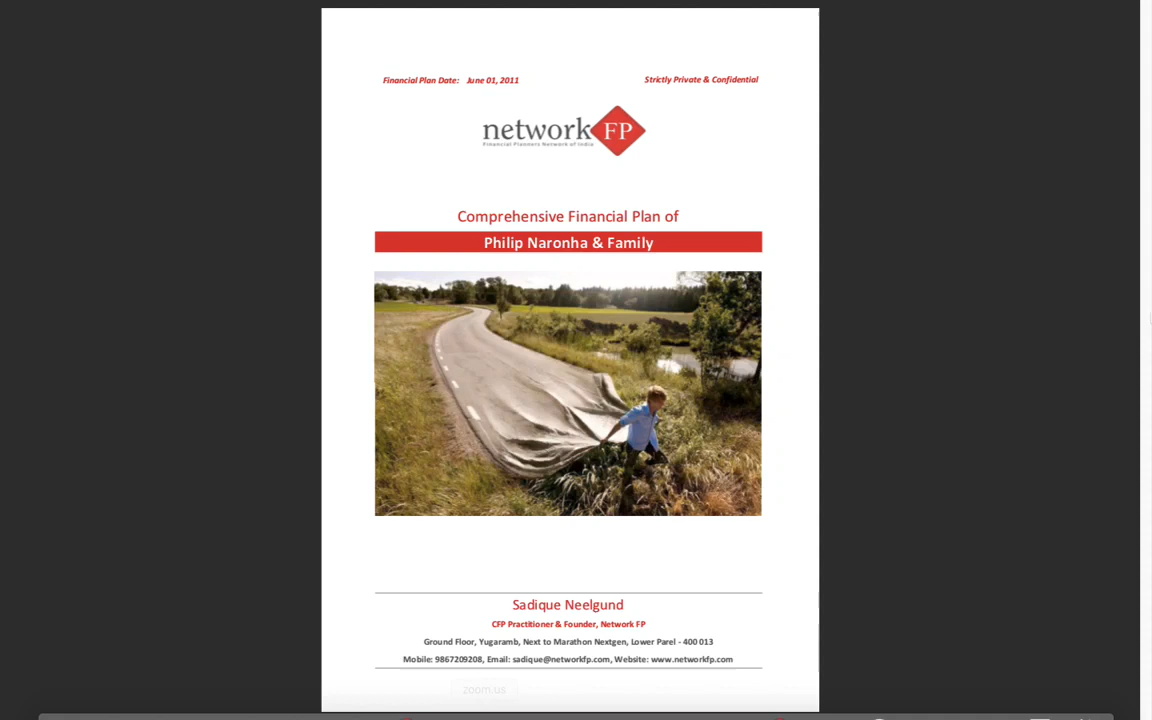 Financial Plan Date: June 01, 2011
Strictly Private & Confidential
network FP
Financial Planners Network of India
Comprehensive Financial Plan of
Philip Naronha & Family
Sadique Neelgund
CFP Practitioner & Founder, Network FP
Ground Floor, Yugaramb, Next to Marathon Nextgen, Lower Parel - 400 013
Mobile: 9867209208, Email: sadique@networkfp.com, Website: www.networkfp.com
zoom.us